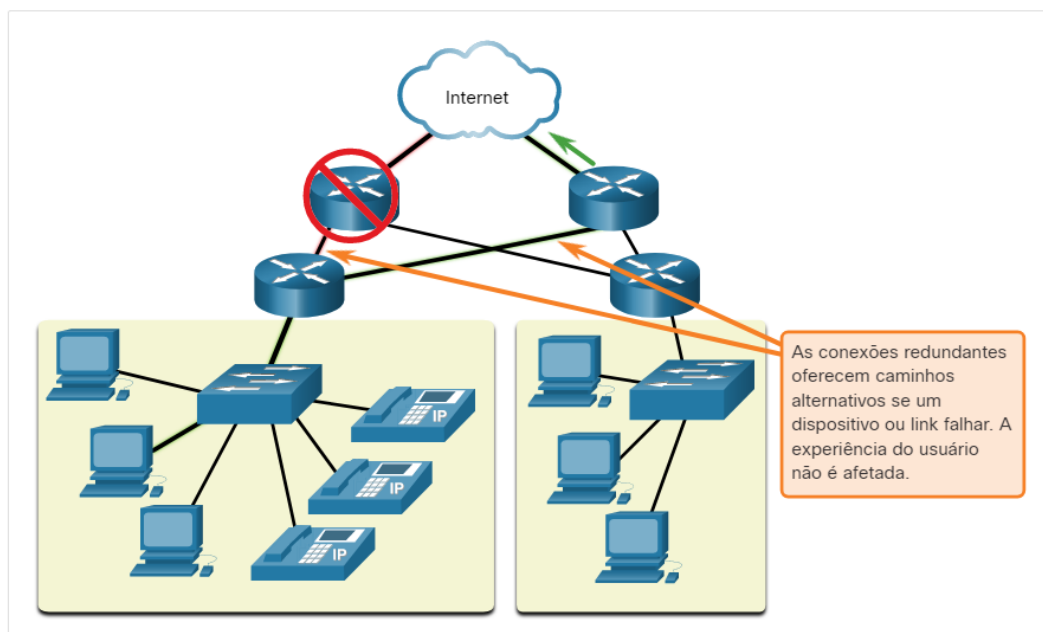 Internet
As conexões redundantes
oferecem caminhos
alternativos se um
dispositivo ou link falhar. A
experiência do usuário
não é afetada.
IP
IP
IP